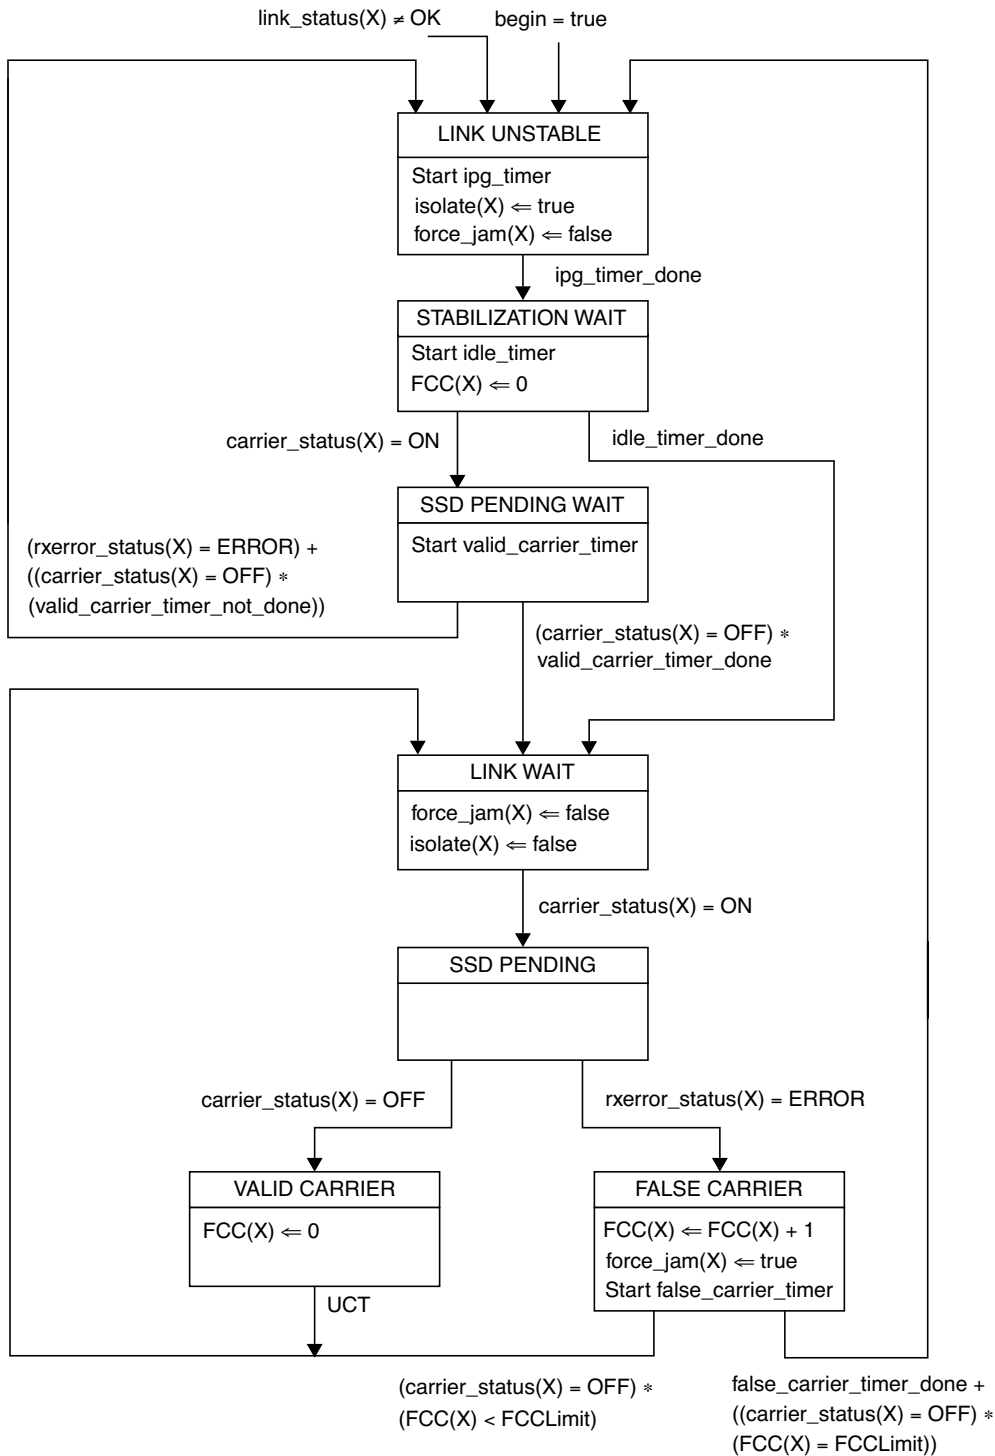 link_status(X) ≠ OK
begin = true
LINK UNSTABLE
Start ipg_timer
isolate(X) ⇐ true
force_jam(X) ⇐ false
ipg_timer_done
STABILIZATION WAIT
Start idle_timer
FCC(X) ⇐ 0
carrier_status(X) = ON
idle_timer_done
SSD PENDING WAIT
Start valid_carrier_timer
(rxerror_status(X) = ERROR) +
((carrier_status(X) = OFF) ∗
(valid_carrier_timer_not_done))
(carrier_status(X) = OFF) ∗
valid_carrier_timer_done
LINK WAIT
force_jam(X) ⇐ false
isolate(X) ⇐ false
carrier_status(X) = ON
SSD PENDING
carrier_status(X) = OFF
rxerror_status(X) = ERROR
VALID CARRIER
FCC(X) ⇐ 0
UCT
FALSE CARRIER
FCC(X) ⇐ FCC(X) + 1
force_jam(X) ⇐ true
Start false_carrier_timer
(carrier_status(X) = OFF) ∗
(FCC(X) < FCCLimit)
false_carrier_timer_done +
((carrier_status(X) = OFF) ∗
(FCC(X) = FCCLimit))